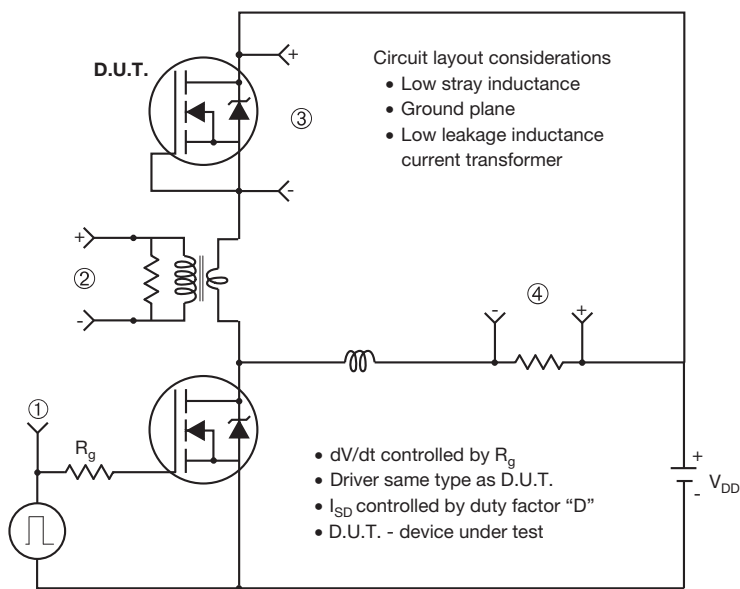 D.U.T.
+
③
-
Circuit layout considerations
• Low stray inductance
• Ground plane
• Low leakage inductance
current transformer
+
②
-
④
- +
①
Rg
• dV/dt controlled by Rg
• Driver same type as D.U.T.
• ISD controlled by duty factor “D”
• D.U.T. - device under test
+
VDD
-